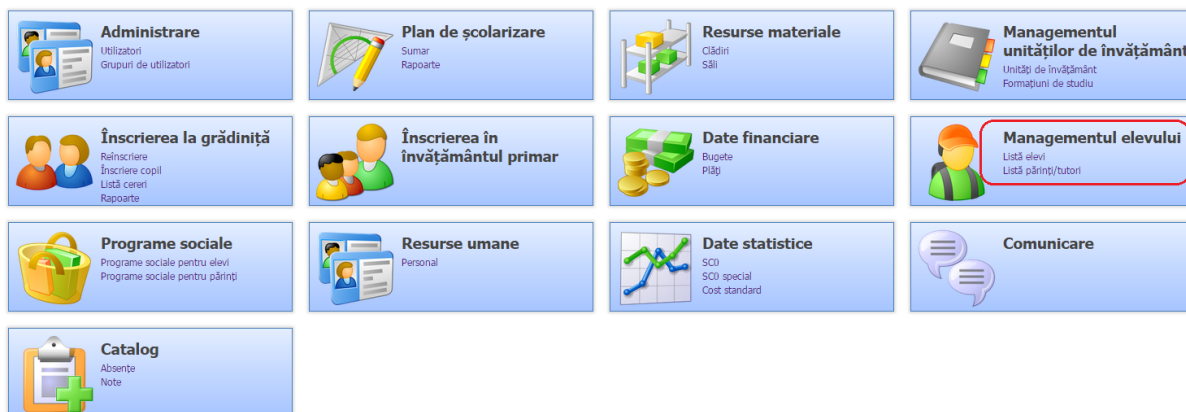 Administrare
Utilizatori
Grupuri de utilizatori
Plan de școlarizare
Sumar
Rapoarte
Resurse materiale
Clădiri
Săli
Managementul
unităților de învățământ
Unități de învățământ
Formațiuni de studiu
Înscrierea la grădiniță
Reînscriere
Înscriere copil
Listă cereri
Rapoarte
Înscrierea în
învățământul primar
Date financiare
Bugete
Plăți
Managementul elevului
Listă elevi
Listă părinți/tutori
Programe sociale
Programe sociale pentru elevi
Programe sociale pentru părinți
Resurse umane
Personal
Date statistice
SC0
SC0 special
Cost standard
Comunicare
Catalog
Absențe
Note